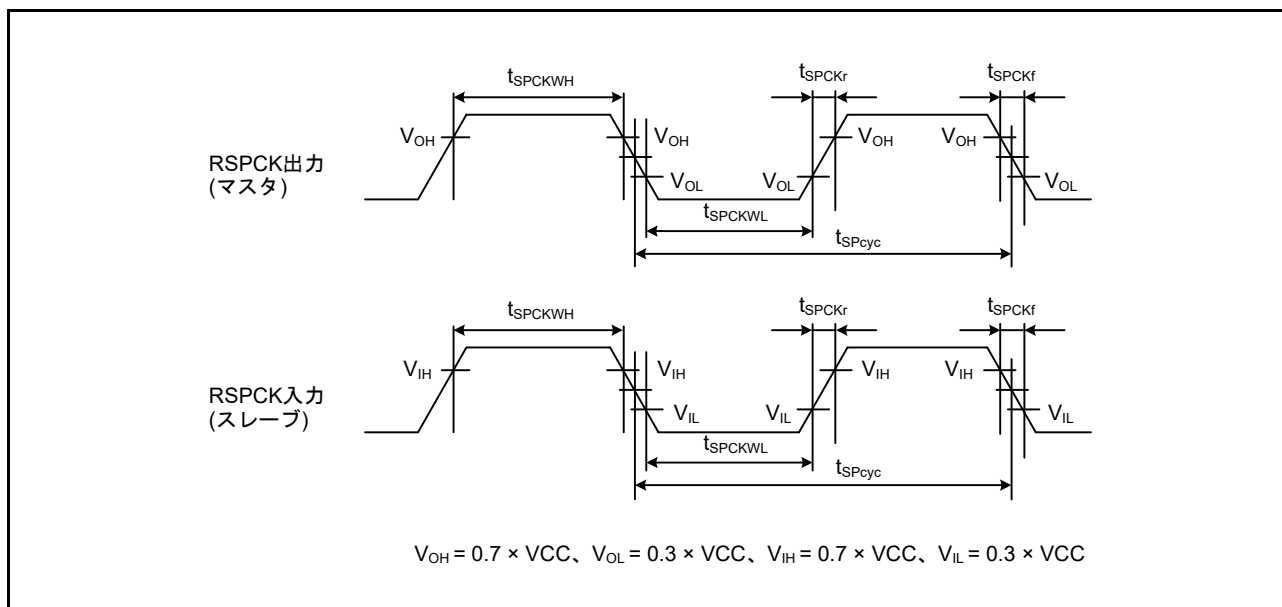 tSPCKWH
tSPCKr
tSPCKf
VOH
VOH
VOH
VOH
RSPCK出力
(マスタ)
VOL
VOL
VOL
tSPCKWL
tSPcyc
tSPCKWH
tSPCKr
tSPCKf
VIH
VIH
VIH
VIH
RSPCK入力
(スレーブ)
VIL
VIL
VIL
tSPCKWL
tSPcyc
VOH = 0.7 × VCC、VOL = 0.3 × VCC、VIH = 0.7 × VCC、VIL = 0.3 × VCC